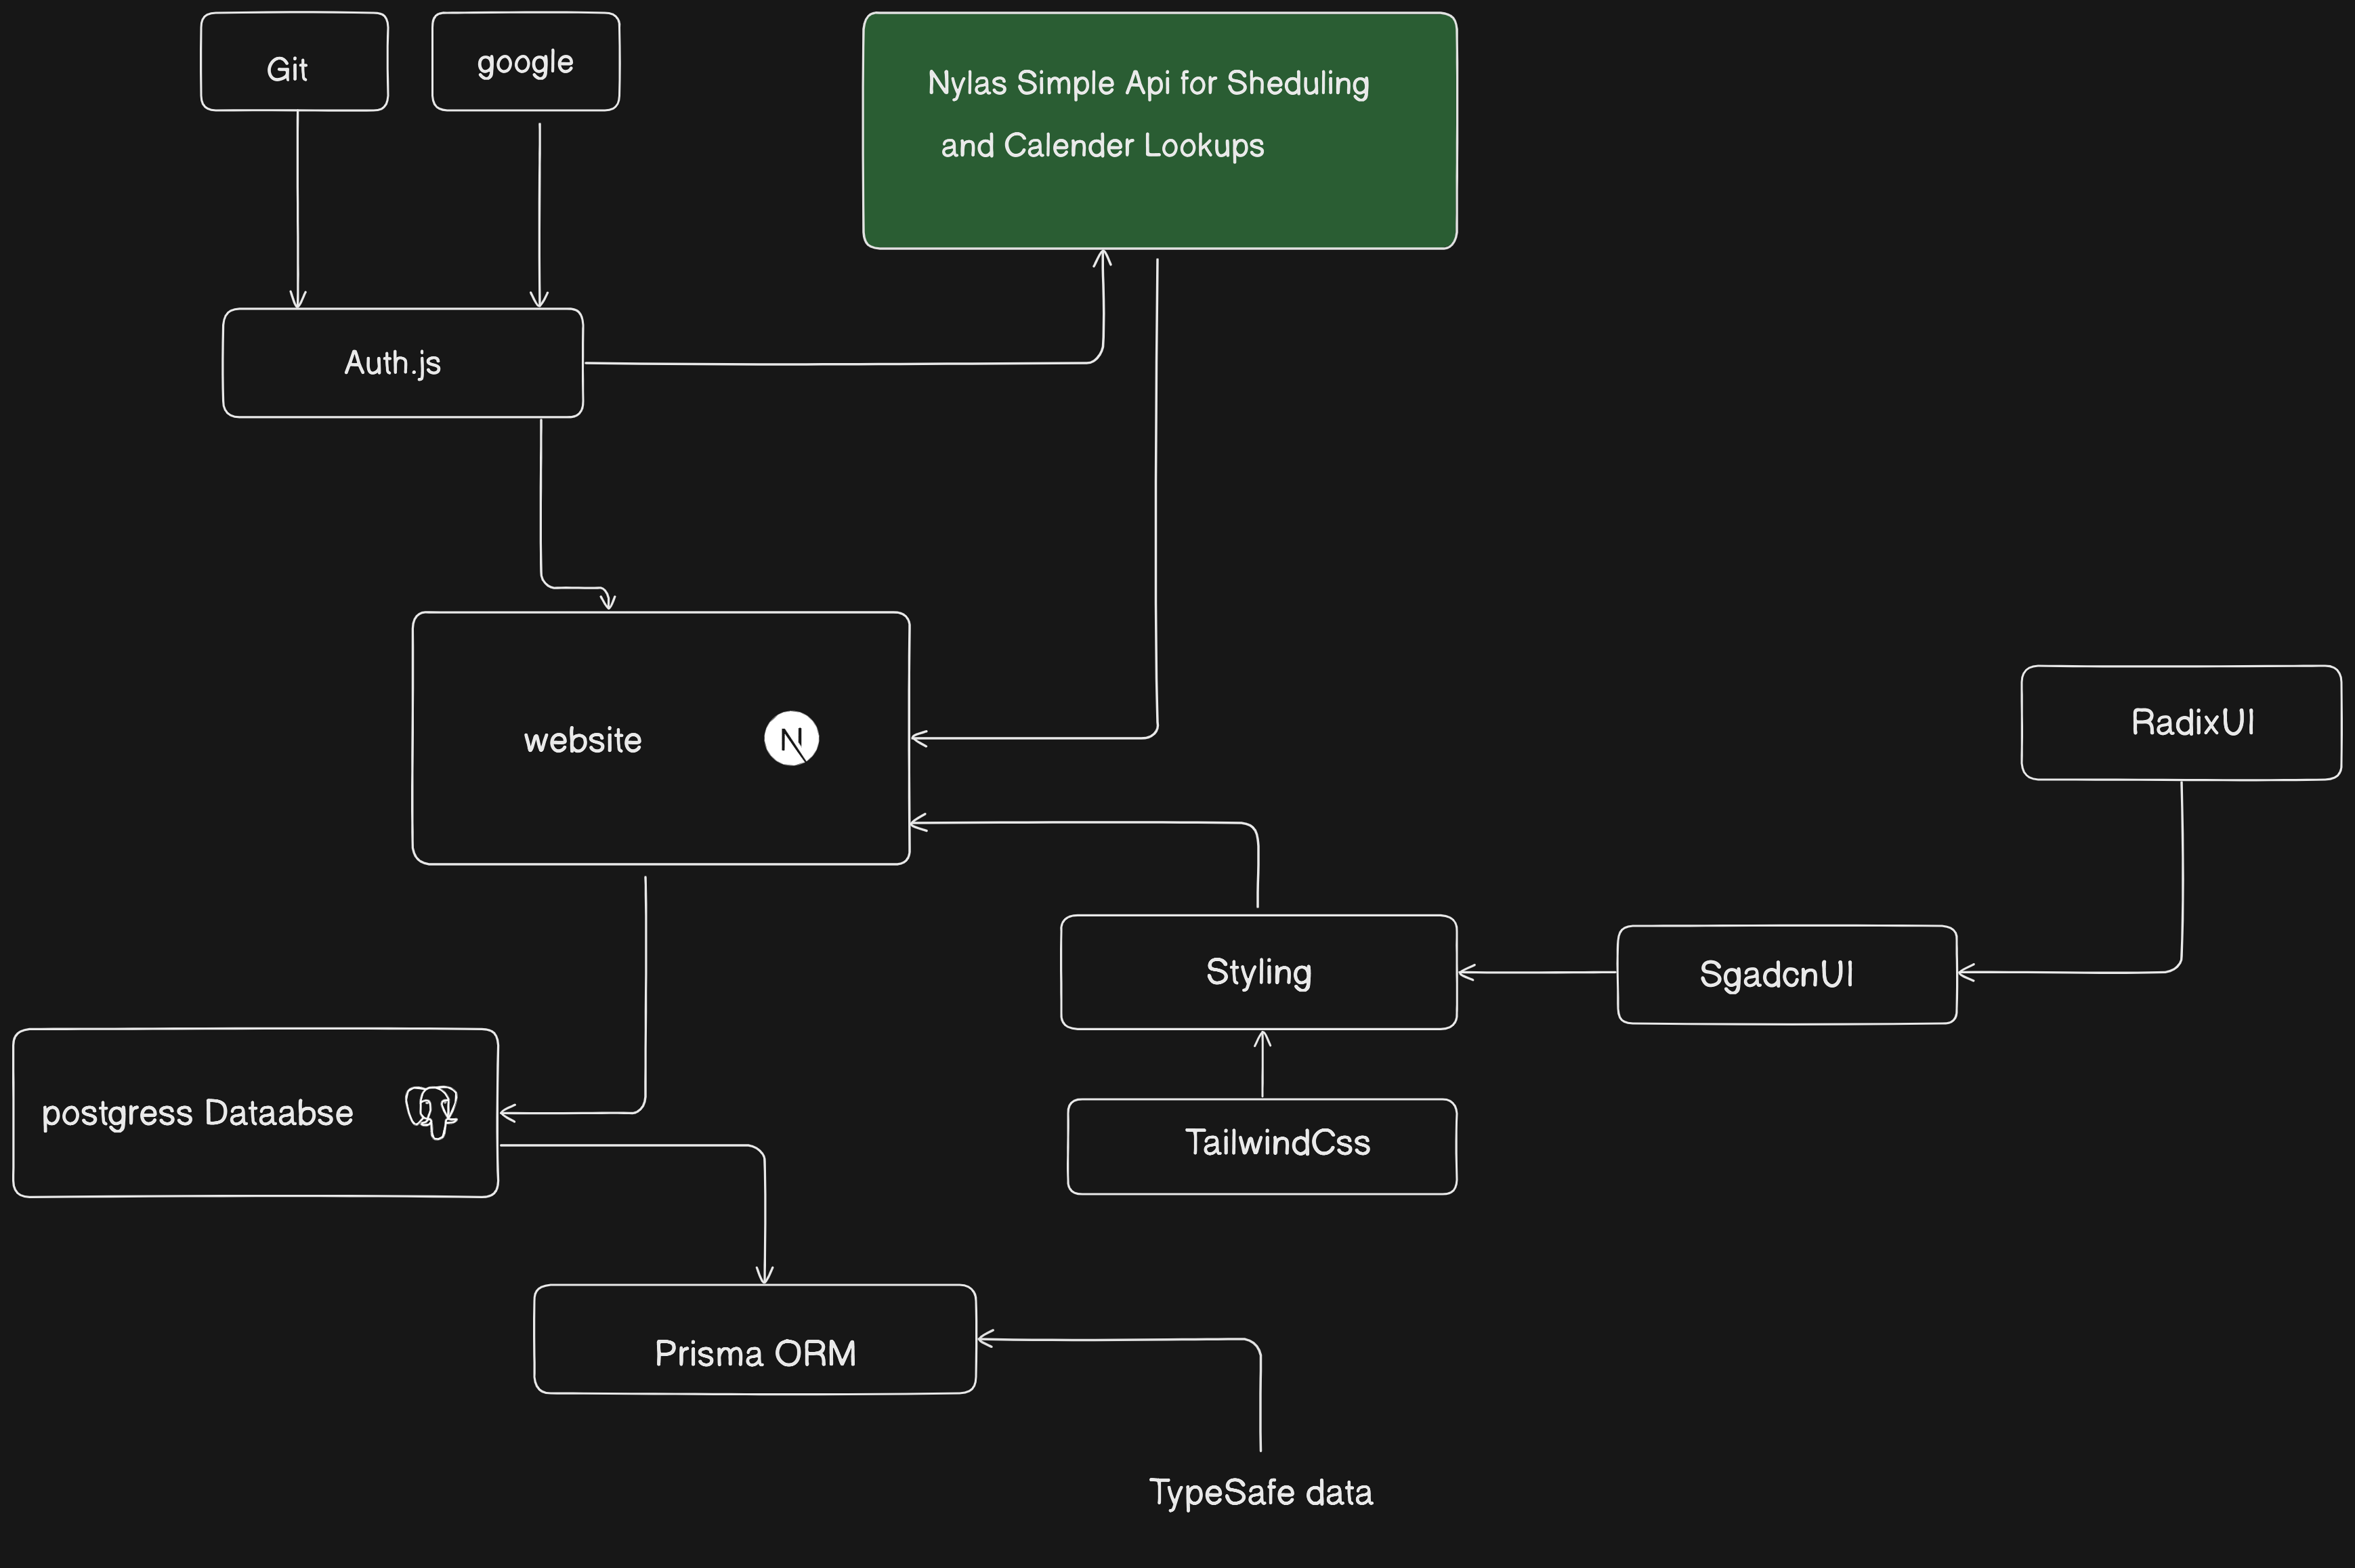 Git
google
Nylas Simple Api for Sheduling
and Calender Lookups
Auth.js
website
N
RadixUI
Styling
SgadcnUI
postgress Dataabse
TailwindCss
Prisma ORM
TypeSafe data